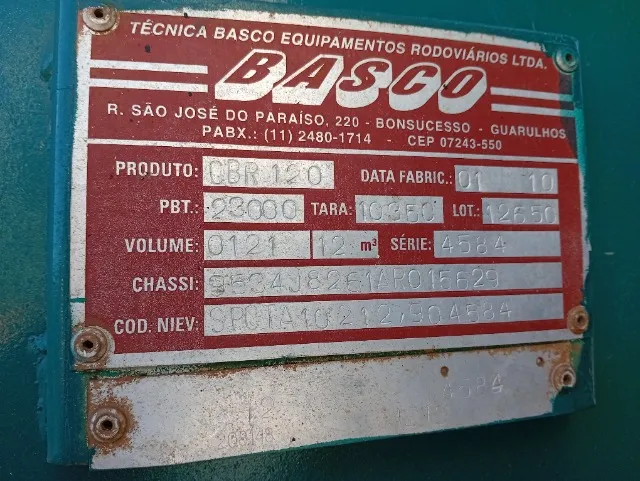 TÉCNICA BASCO EQUIPAMENTOS RODOVIÁRIOS LTDA.
BASCO
R. SÃO JOSÉ DO PARAÍSO, 220 - BONSUCESSO - GUARULHOS
PABX.: (11) 2480-1714 - CEP 07243-550
PRODUTO: CBR 120 DATA FABRIC.: 01 10
PBT.: 23000 TARA: 10350 LOT.: 12650
VOLUME: 0121 12 m³ SÉRIE: 4584
CHASSI: 9534J8261AR015629
COD. NIEV.